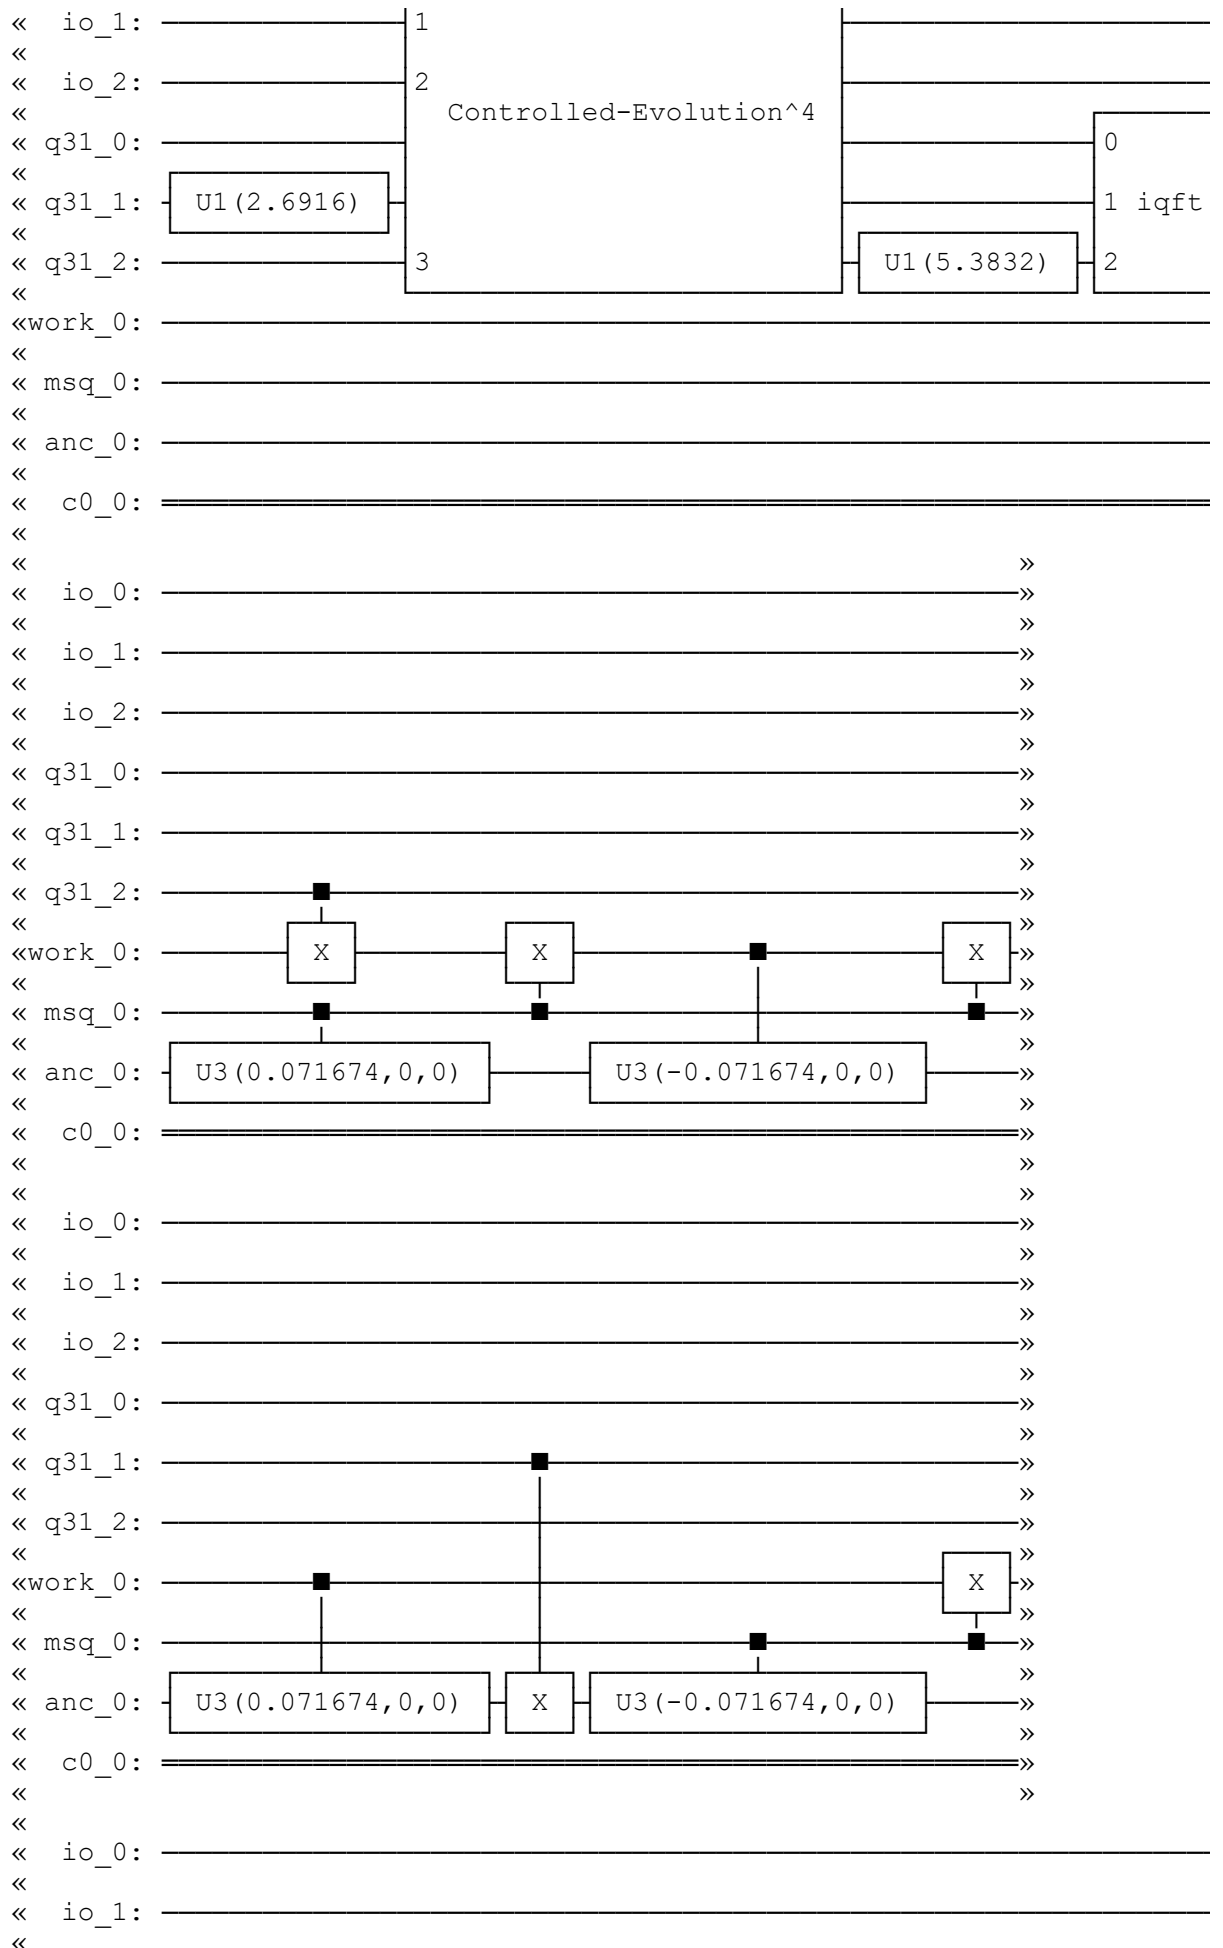 «  io_1: ────────────┤1                         ├────────────
«
«  io_2: ────────────┤2                         ├────────────
«                      Controlled-Evolution^4
« q31_0: ────────────┤                          ├───────────┤0
«
« q31_1: ┤ U1(2.6916) ├┤                          ├───────────┤1 iqft
«
« q31_2: ────────────┤3                         ├┤ U1(5.3832) ├┤2
«
«work_0: ────────────
«
« msq_0: ────────────
«
« anc_0: ────────────
«
«  c0_0: ════════════
«
«                                                   »
«  io_0: ───────────────────────────────────────────»
«                                                   »
«  io_1: ───────────────────────────────────────────»
«                                                   »
«  io_2: ───────────────────────────────────────────»
«                                                   »
« q31_0: ───────────────────────────────────────────»
«                                                   »
« q31_1: ───────────────────────────────────────────»
«                                                   »
« q31_2: ─────────■─────────────────────────────────»
«                                                   »
«work_0: ───────┤ X ├──────┤ X ├──────■──────┤ X ├─»
«                                                   »
« msq_0: ─────────■──────────■─────────────────■────»
«                                                   »
« anc_0: ┤ U3(0.071674,0,0) ├─────┤ U3(-0.071674,0,0) ├─────»
«                                                   »
«  c0_0: ═══════════════════════════════════════════»
«                                                   »
«                                                   »
«  io_0: ───────────────────────────────────────────»
«                                                   »
«  io_1: ───────────────────────────────────────────»
«                                                   »
«  io_2: ───────────────────────────────────────────»
«                                                   »
« q31_0: ───────────────────────────────────────────»
«                                                   »
« q31_1: ────────────────────■──────────────────────»
«                                                   »
« q31_2: ───────────────────────────────────────────»
«                                                   »
«work_0: ─────────■───────────────────────────┤ X ├─»
«                                                   »
« msq_0: ─────────────────────────────■─────────■───»
«                                                   »
« anc_0: ┤ U3(0.071674,0,0) ├┤ X ├┤ U3(-0.071674,0,0) ├─────»
«                                                   »
«  c0_0: ═══════════════════════════════════════════»
«                                                   »
«
«  io_0: ────────────
«
«  io_1: ────────────
«